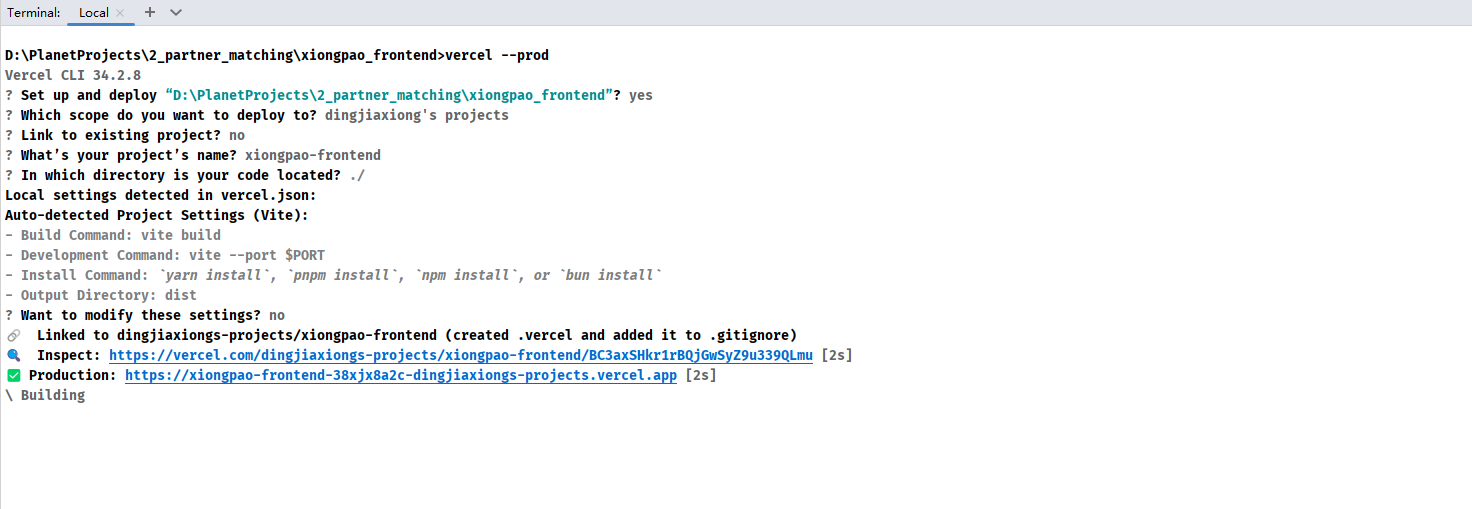 Terminal: Local × + ∨
D:\PlanetProjects\2_partner_matching\xiongpao_frontend>vercel --prod
Vercel CLI 34.2.8
? Set up and deploy “D:\PlanetProjects\2_partner_matching\xiongpao_frontend”? yes
? Which scope do you want to deploy to? dingjiaxiong's projects
? Link to existing project? no
? What’s your project’s name? xiongpao-frontend
? In which directory is your code located? ./
Local settings detected in vercel.json:
Auto-detected Project Settings (Vite):
- Build Command: vite build
- Development Command: vite --port $PORT
- Install Command: `yarn install`, `pnpm install`, `npm install`, or `bun install`
- Output Directory: dist
? Want to modify these settings? no
🔗  Linked to dingjiaxiongs-projects/xiongpao-frontend (created .vercel and added it to .gitignore)
🔍  Inspect: https://vercel.com/dingjiaxiongs-projects/xiongpao-frontend/BC3axSHkr1rBQjGwSyZ9u339QLmu [2s]
✅ Production: https://xiongpao-frontend-38xjx8a2c-dingjiaxiongs-projects.vercel.app [2s]
\ Building